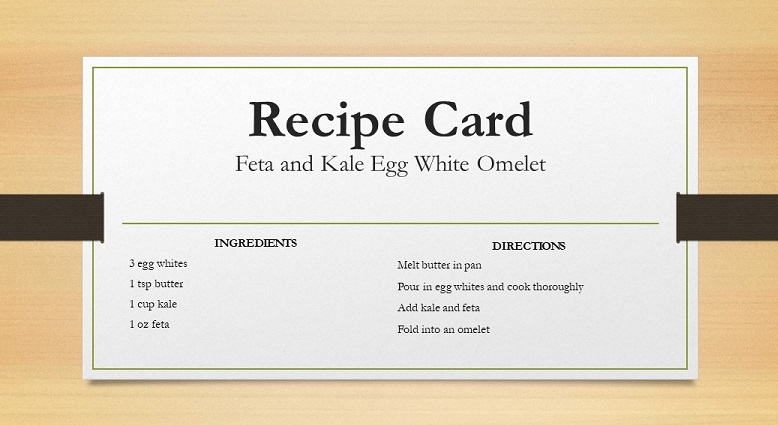 Recipe Card
Feta and Kale Egg White Omelet
INGREDIENTS
3 egg whites
1 tsp butter
1 cup kale
1 oz feta
DIRECTIONS
Melt butter in pan
Pour in egg whites and cook thoroughly
Add kale and feta
Fold into an omelet